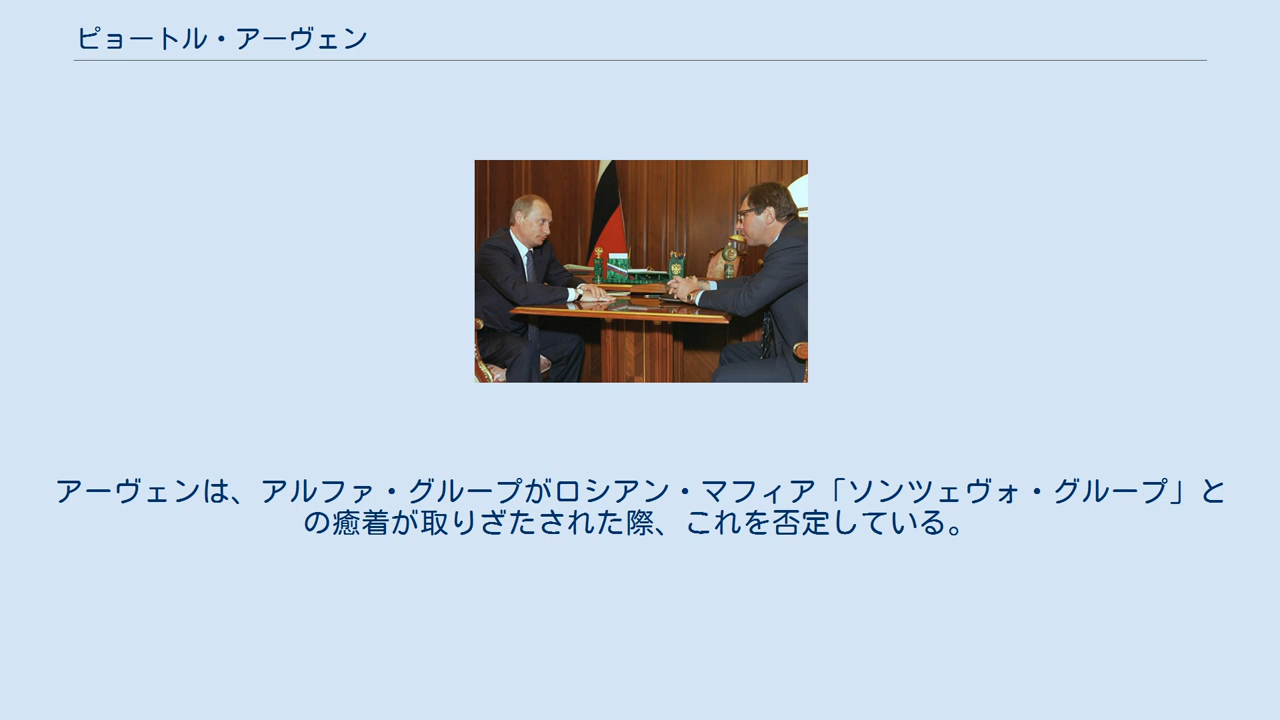 ピョートル・アーヴェン
アーヴェンは、アルファ・グループがロシアン・マフィア「ソンツェヴォ・グループ」と
の癒着が取りざたされた際、これを否定している。